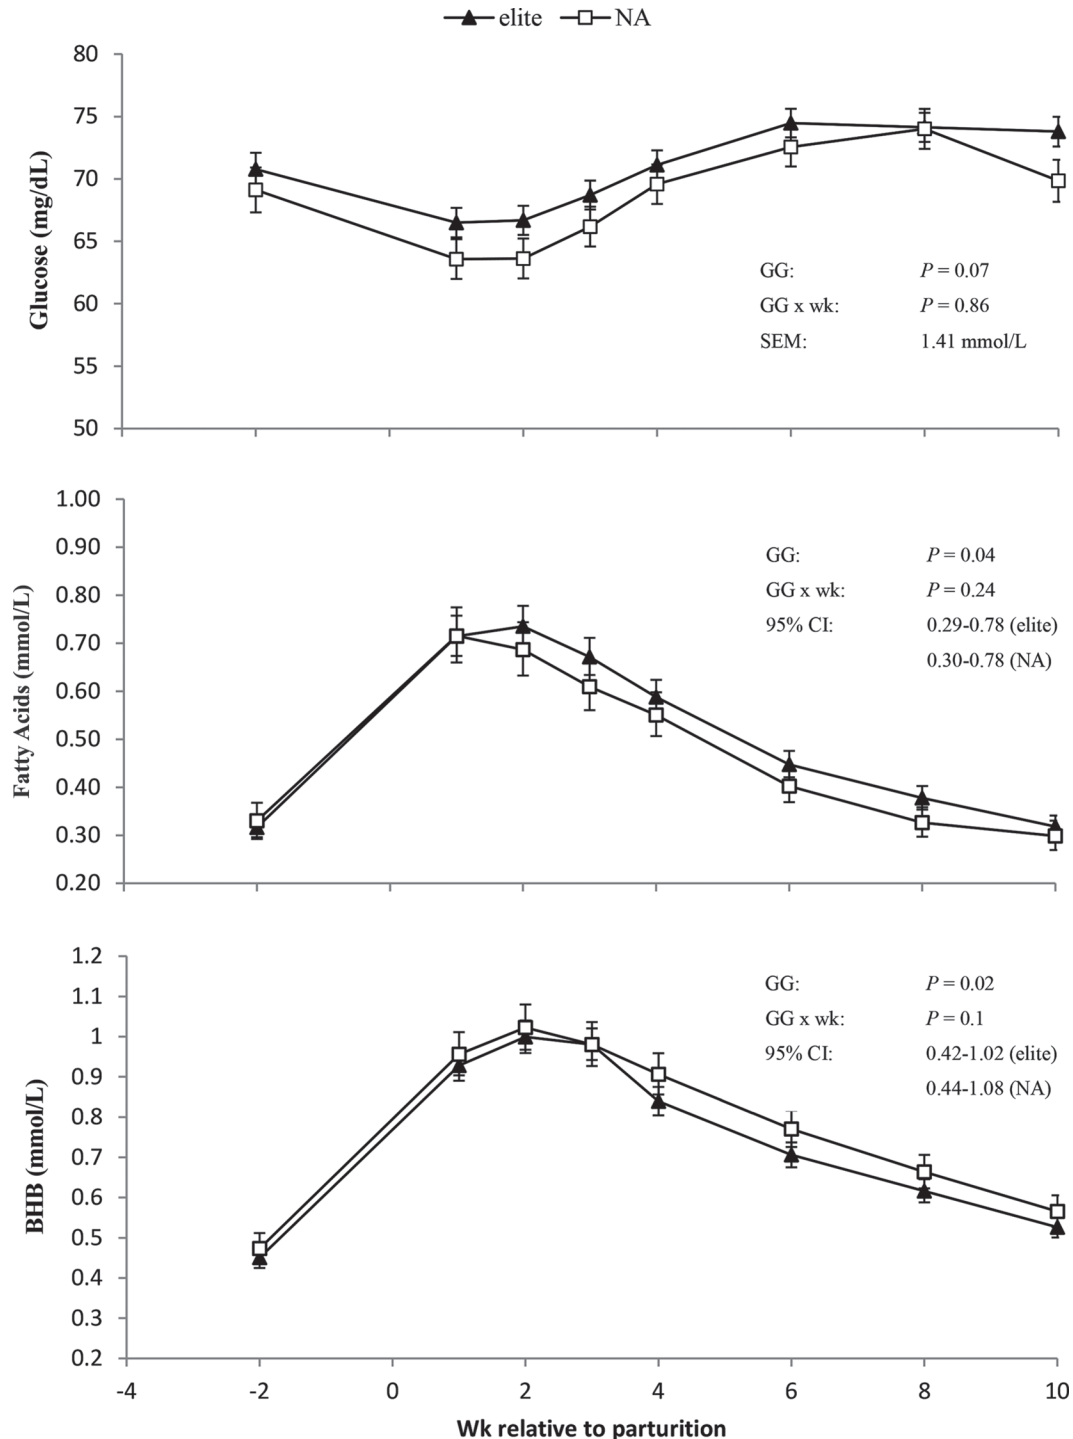 elite NA
80
75
70
65
60
55
50
Glucose (mg/dL)
GG: P = 0.07
GG x wk: P = 0.86
SEM: 1.41 mmol/L
1.00
0.90
0.80
0.70
0.60
0.50
0.40
0.30
0.20
Fatty Acids (mmol/L)
GG: P = 0.04
GG x wk: P = 0.24
95% CI: 0.29-0.78 (elite)
0.30-0.78 (NA)
1.2
1.1
1
0.9
0.8
0.7
0.6
0.5
0.4
0.3
0.2
BHB (mmol/L)
GG: P = 0.02
GG x wk: P = 0.1
95% CI: 0.42-1.02 (elite)
0.44-1.08 (NA)
-4 -2 0 2 4 6 8 10
Wk relative to parturition